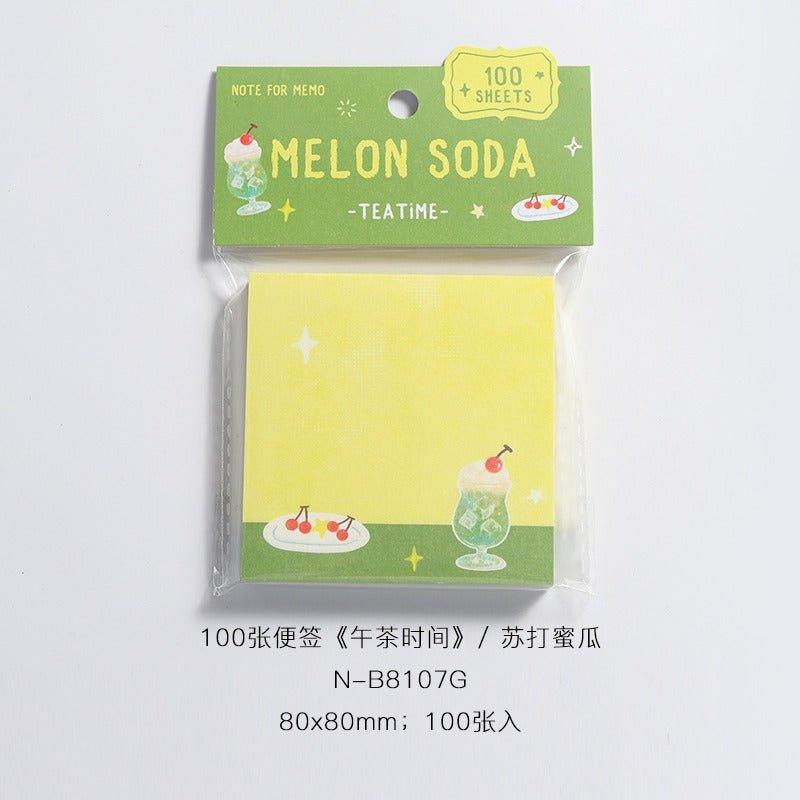 NOTE FOR MEMO
100
SHEETS
MELON SODA
-TEATiME-
100张便签《午茶时间》/ 苏打蜜瓜
N-B8107G
80x80mm；100张入